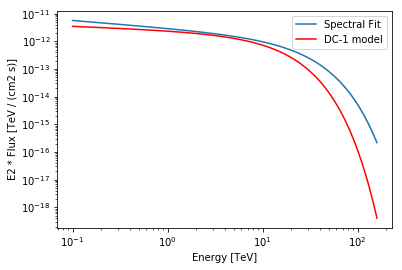 10⁻¹¹
10⁻¹²
10⁻¹³
10⁻¹⁴
10⁻¹⁵
10⁻¹⁶
10⁻¹⁷
10⁻¹⁸
E2 * Flux [TeV / (cm2 s)]
Spectral Fit
DC-1 model
10⁻¹ 10⁰ 10¹ 10²
Energy [TeV]